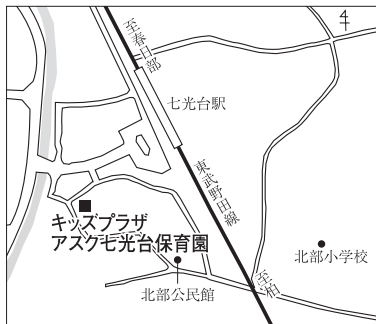 至春日部
七光台駅
東武野田線
キッズプラザ
アスク七光台保育園
北部小学校
至柏
北部公民館